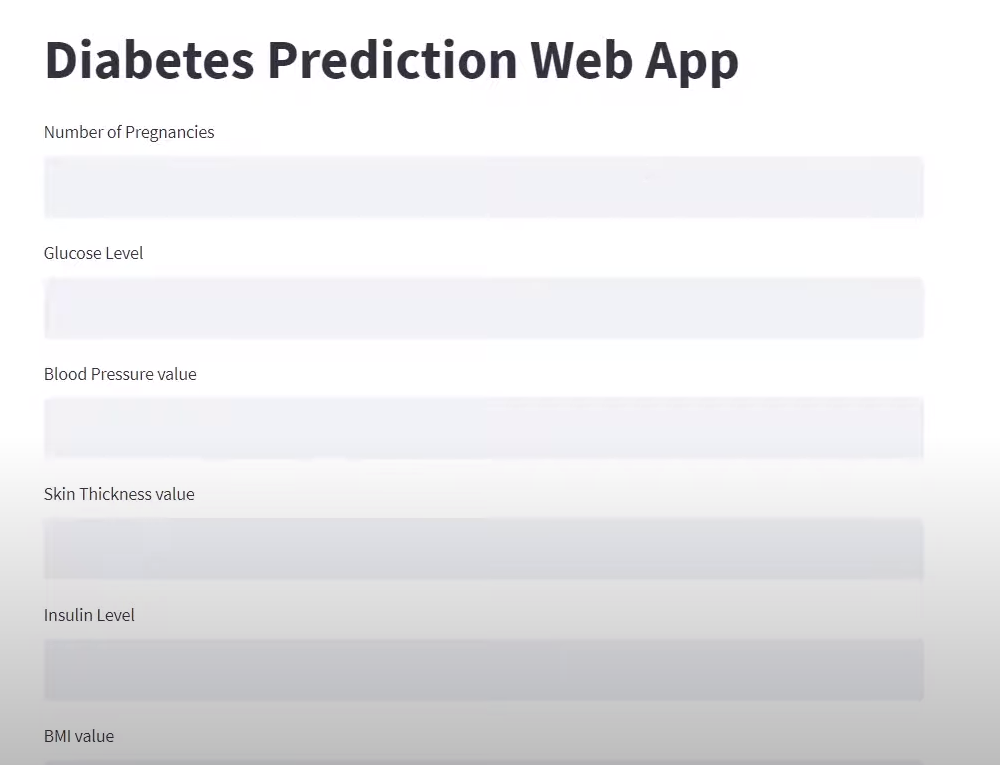 Diabetes Prediction Web App
Number of Pregnancies
Glucose Level
Blood Pressure value
Skin Thickness value
Insulin Level
BMI value